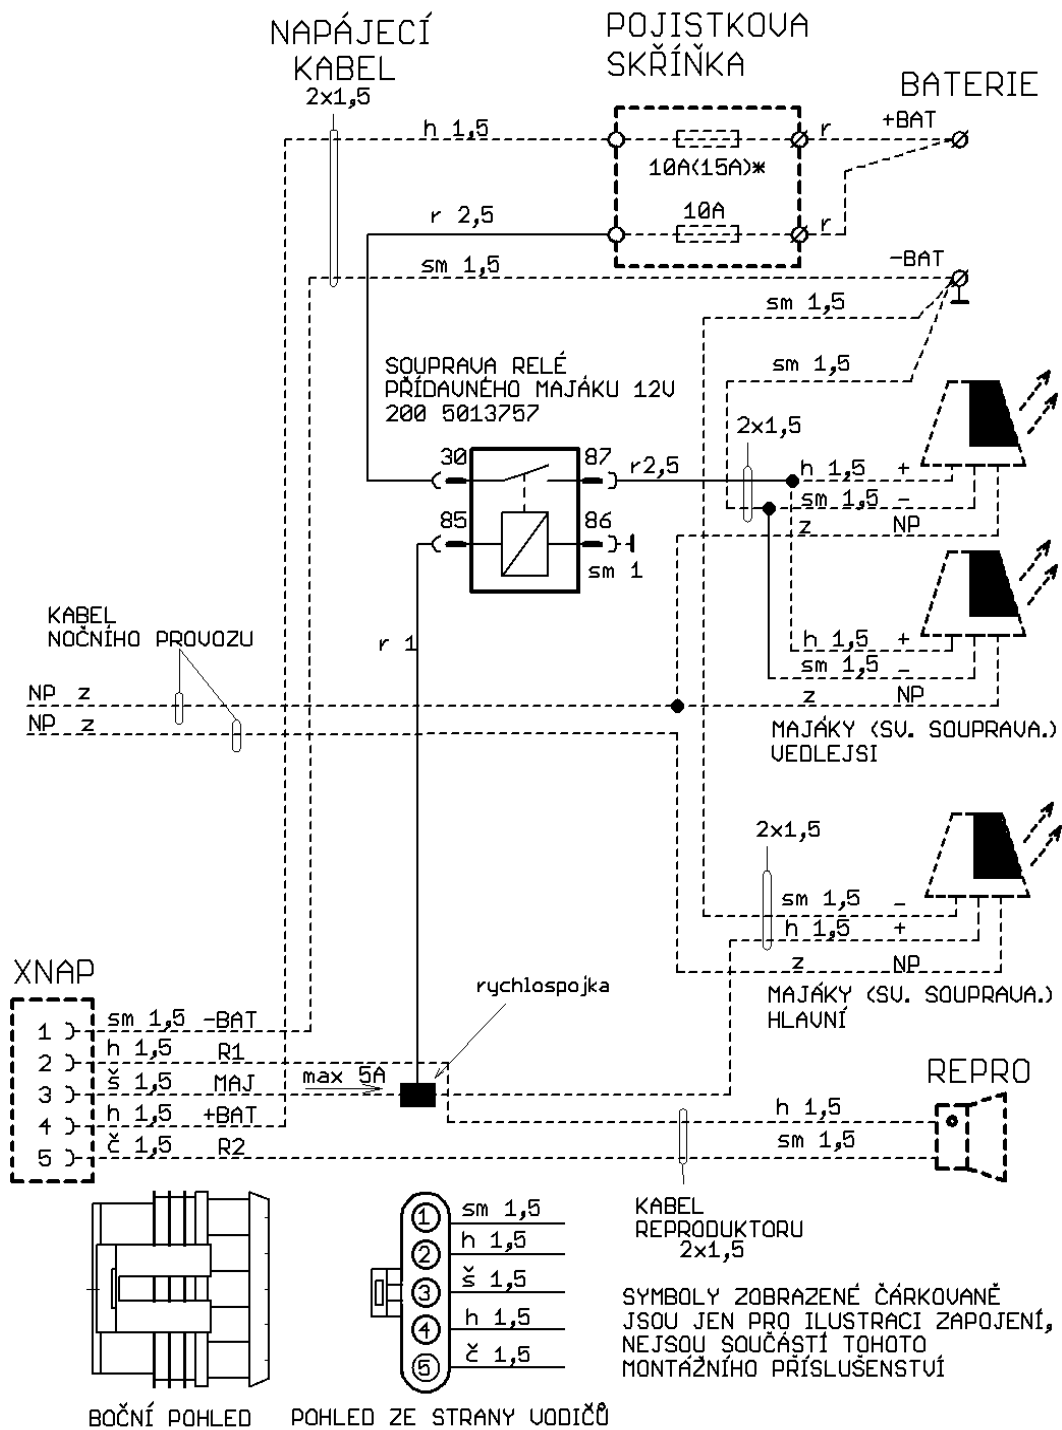 NAPÁJECÍ
KABEL
2x1,5
POJISTKOVA
SKŘÍŇKA
BATERIE
h 1,5
r
+BAT
10A(15A)*
r 2,5
10A
r
sm 1,5
-BAT
sm 1,5
SOUPRAVA RELÉ
PŘÍDAVNÉHO MAJÁKU 12V
200 5013757
sm 1,5
2x1,5
30
87
r2,5
h 1,5 +
sm 1,5 -
85
86
z
NP
sm 1
KABEL
NOČNÍHO PROVOZU
r 1
h 1,5 +
sm 1,5 -
NP z
z
NP
NP z
MAJÁKY (SV. SOUPRAVA.)
VEDLEJSI
2x1,5
sm 1,5 -
h 1,5 +
z
NP
XNAP
rychlospojka
MAJÁKY (SV. SOUPRAVA.)
HLAVNÍ
1 sm 1,5 -BAT
2 h 1,5 R1
3 š 1,5 MAJ
max 5A
4 h 1,5 +BAT
5 č 1,5 R2
REPRO
h 1,5
sm 1,5
KABEL
REPRODUKTORU
2x1,5
1 sm 1,5
2 h 1,5
3 š 1,5
4 h 1,5
5 č 1,5
SYMBOLY ZOBRAZENÉ ČÁRKOVANĚ
JSOU JEN PRO ILUSTRACI ZAPOJENÍ,
NEJSOU SOUČÁSTÍ TOHOTO
MONTÁŽNÍHO PŘÍSLUŠENSTVÍ
BOČNÍ POHLED
POHLED ZE STRANY VODIČŮ